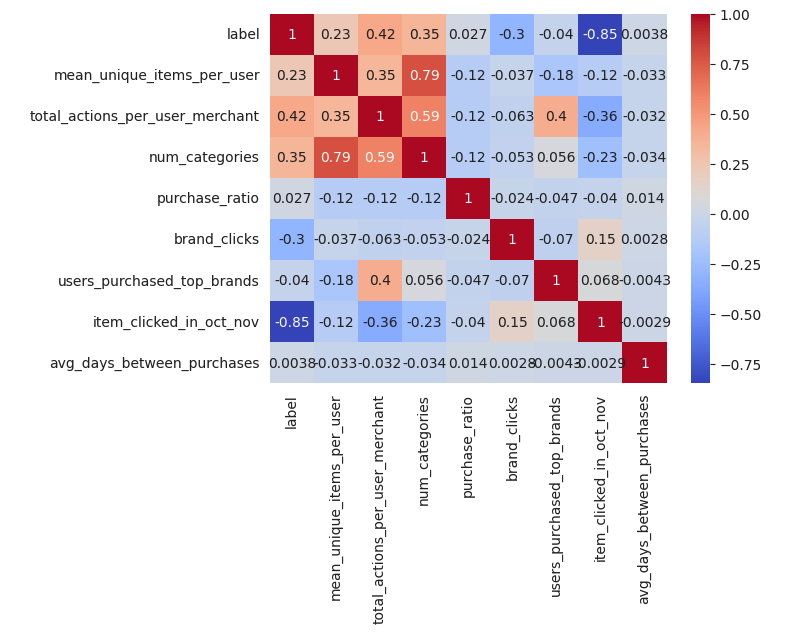 label 1 0.23 0.42 0.35 0.027 -0.3 -0.04 -0.85 0.0038
mean_unique_items_per_user 0.23 1 0.35 0.79 -0.12 -0.037 -0.18 -0.12 -0.033
total_actions_per_user_merchant 0.42 0.35 1 0.59 -0.12 -0.063 0.4 -0.36 -0.032
num_categories 0.35 0.79 0.59 1 -0.12 -0.053 0.056 -0.23 -0.034
purchase_ratio 0.027 -0.12 -0.12 -0.12 1 -0.024 -0.047 -0.04 0.014
brand_clicks -0.3 -0.037 -0.063 -0.053 -0.024 1 -0.07 0.15 0.0028
users_purchased_top_brands -0.04 -0.18 0.4 0.056 -0.047 -0.07 1 0.068 -0.0043
item_clicked_in_oct_nov -0.85 -0.12 -0.36 -0.23 -0.04 0.15 0.068 1 -0.0029
avg_days_between_purchases 0.0038 -0.033 -0.032 -0.034 0.014 0.0028 -0.0043 -0.0029 1
label
mean_unique_items_per_user
total_actions_per_user_merchant
num_categories
purchase_ratio
brand_clicks
users_purchased_top_brands
item_clicked_in_oct_nov
avg_days_between_purchases
1.00
0.75
0.50
0.25
0.00
−0.25
−0.50
−0.75